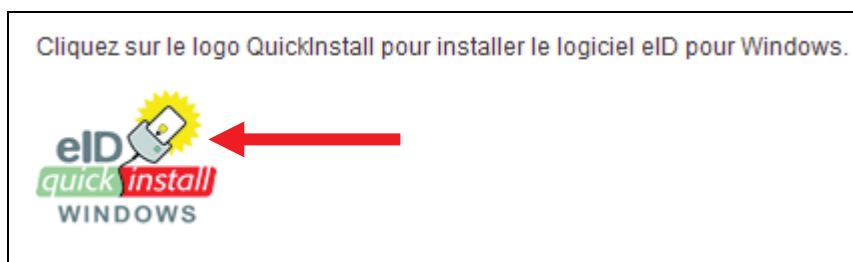 Cliquez sur le logo QuickInstall pour installer le logiciel eID pour Windows.
eID
quick install
WINDOWS